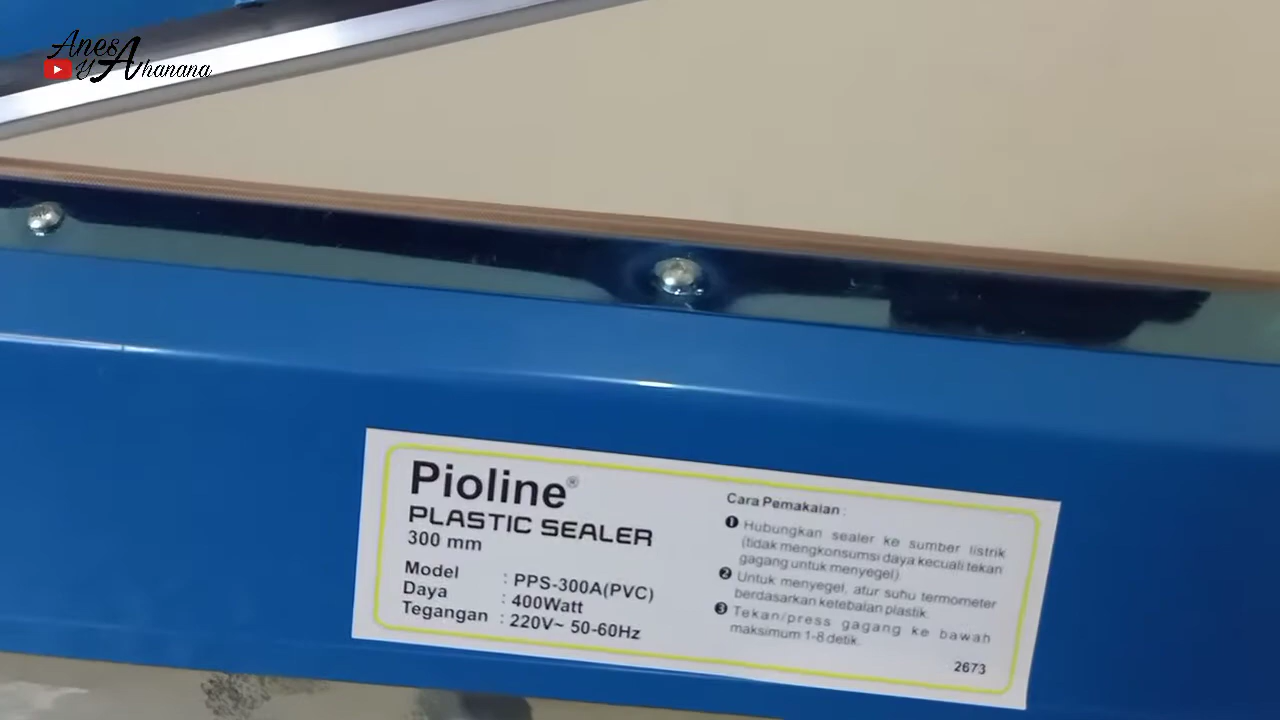 Anesa
Yhanana
Pioline®
PLASTIC SEALER
300 mm
Model : PPS-300A(PVC)
Daya : 400Watt
Tegangan : 220V~ 50-60Hz
Cara Pemakaian :
❶ Hubungkan sealer ke sumber listrik
(tidak mengkonsumsi daya kecuali tekan
gagang untuk menyegel)
❷ Untuk menyegel, atur suhu termometer
berdasarkan ketebalan plastik.
❸ Tekan/press gagang ke bawah
maksimum 1-8 detik.
2673